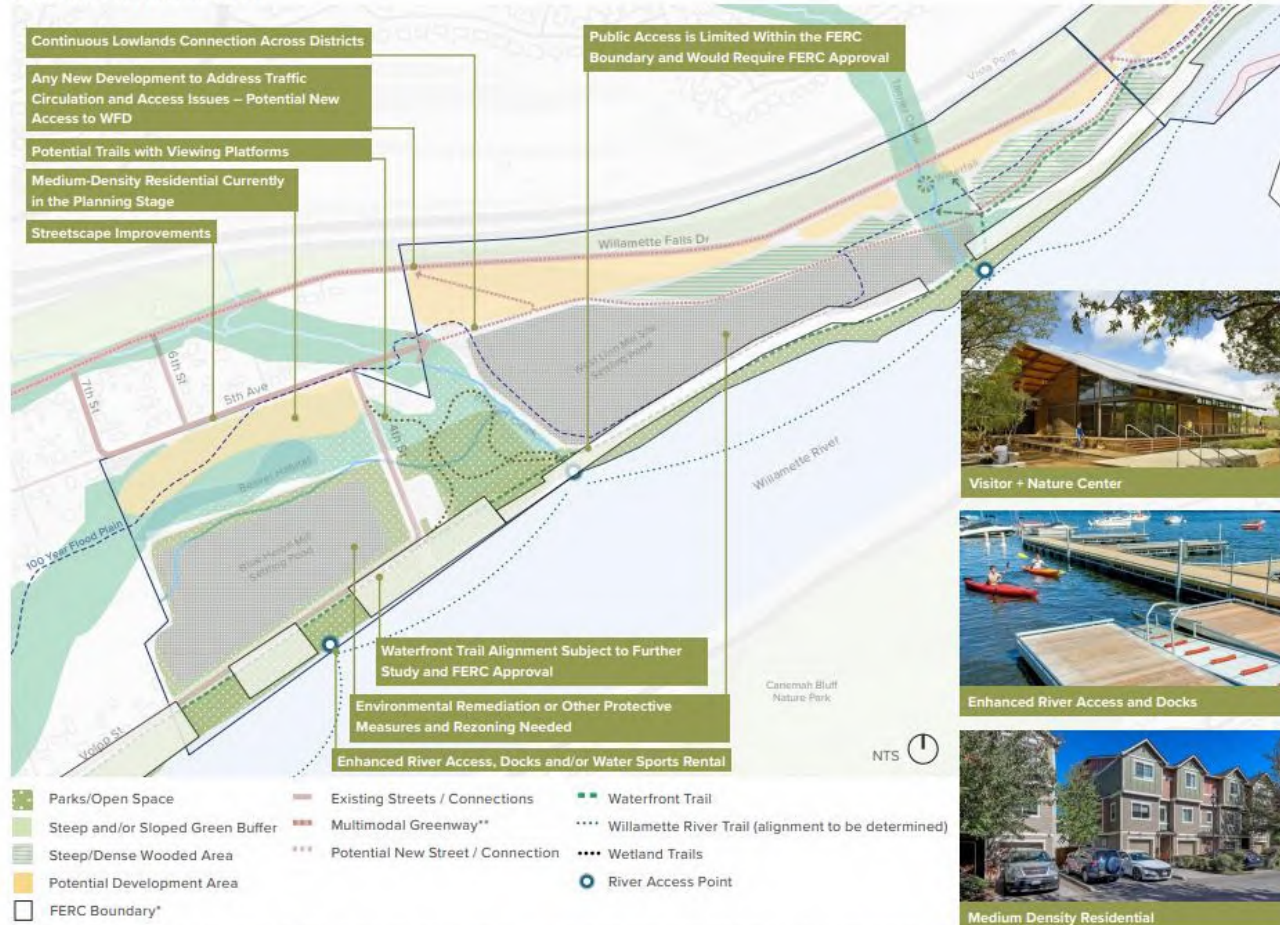 Continuous Lowlands Connection Across Districts
Any New Development to Address Traffic
Circulation and Access Issues – Potential New
Access to WFD
Potential Trails with Viewing Platforms
Medium-Density Residential Currently
in the Planning Stage
Streetscape Improvements
Public Access is Limited Within the FERC
Boundary and Would Require FERC Approval
Vista Point
Willamette Falls Dr
7th St
6th St
5th Ave
4th St
100 Year Flood Plain
Settling Pond
Settling Pond
Willamette River
Volpp St
Waterfront Trail Alignment Subject to Further
Study and FERC Approval
Environmental Remediation or Other Protective
Measures and Rezoning Needed
Enhanced River Access, Docks and/or Water Sports Rental
Canemah Bluff
Nature Park
NTS
Visitor + Nature Center
Enhanced River Access and Docks
Medium Density Residential
Parks/Open Space
Steep and/or Sloped Green Buffer
Steep/Dense Wooded Area
Potential Development Area
FERC Boundary*
Existing Streets / Connections
Multimodal Greenway**
Potential New Street / Connection
Waterfront Trail
Willamette River Trail (alignment to be determined)
Wetland Trails
River Access Point